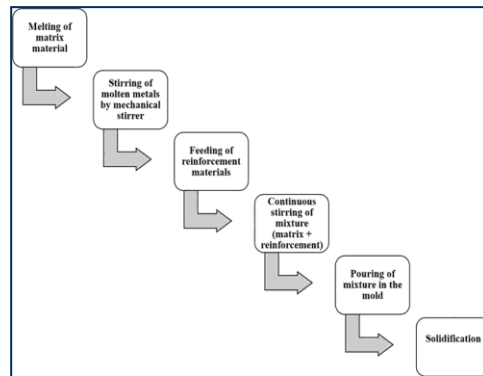 Melting of
matrix
material
Stirring of
molten metals
by mechanical
stirrer
Feeding of
reinforcement
materials
Continuous
stirring of
mixture
(matrix +
reinforcement)
Pouring of
mixture in the
mold
Solidification